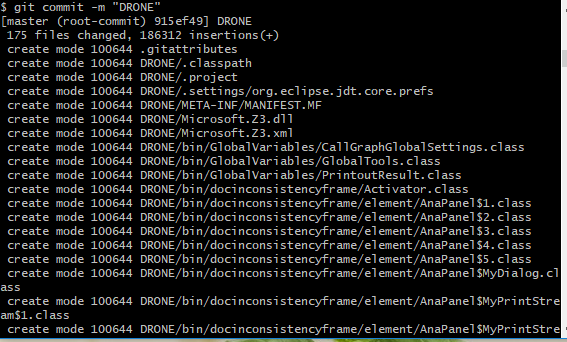 $ git commit -m "DRONE"
[master (root-commit) 915ef49] DRONE
 175 files changed, 186312 insertions(+)
 create mode 100644 .gitattributes
 create mode 100644 DRONE/.classpath
 create mode 100644 DRONE/.project
 create mode 100644 DRONE/.settings/org.eclipse.jdt.core.prefs
 create mode 100644 DRONE/META-INF/MANIFEST.MF
 create mode 100644 DRONE/Microsoft.Z3.dll
 create mode 100644 DRONE/Microsoft.Z3.xml
 create mode 100644 DRONE/bin/GlobalVariables/CallGraphGlobalSettings.class
 create mode 100644 DRONE/bin/GlobalVariables/GlobalTools.class
 create mode 100644 DRONE/bin/GlobalVariables/PrintoutResult.class
 create mode 100644 DRONE/bin/docinconsistencyframe/Activator.class
 create mode 100644 DRONE/bin/docinconsistencyframe/element/AnaPanel$1.class
 create mode 100644 DRONE/bin/docinconsistencyframe/element/AnaPanel$2.class
 create mode 100644 DRONE/bin/docinconsistencyframe/element/AnaPanel$3.class
 create mode 100644 DRONE/bin/docinconsistencyframe/element/AnaPanel$4.class
 create mode 100644 DRONE/bin/docinconsistencyframe/element/AnaPanel$5.class
 create mode 100644 DRONE/bin/docinconsistencyframe/element/AnaPanel$MyDialog.cl
ass
 create mode 100644 DRONE/bin/docinconsistencyframe/element/AnaPanel$MyPrintStre
am$1.class
 create mode 100644 DRONE/bin/docinconsistencyframe/element/AnaPanel$MyPrintStre